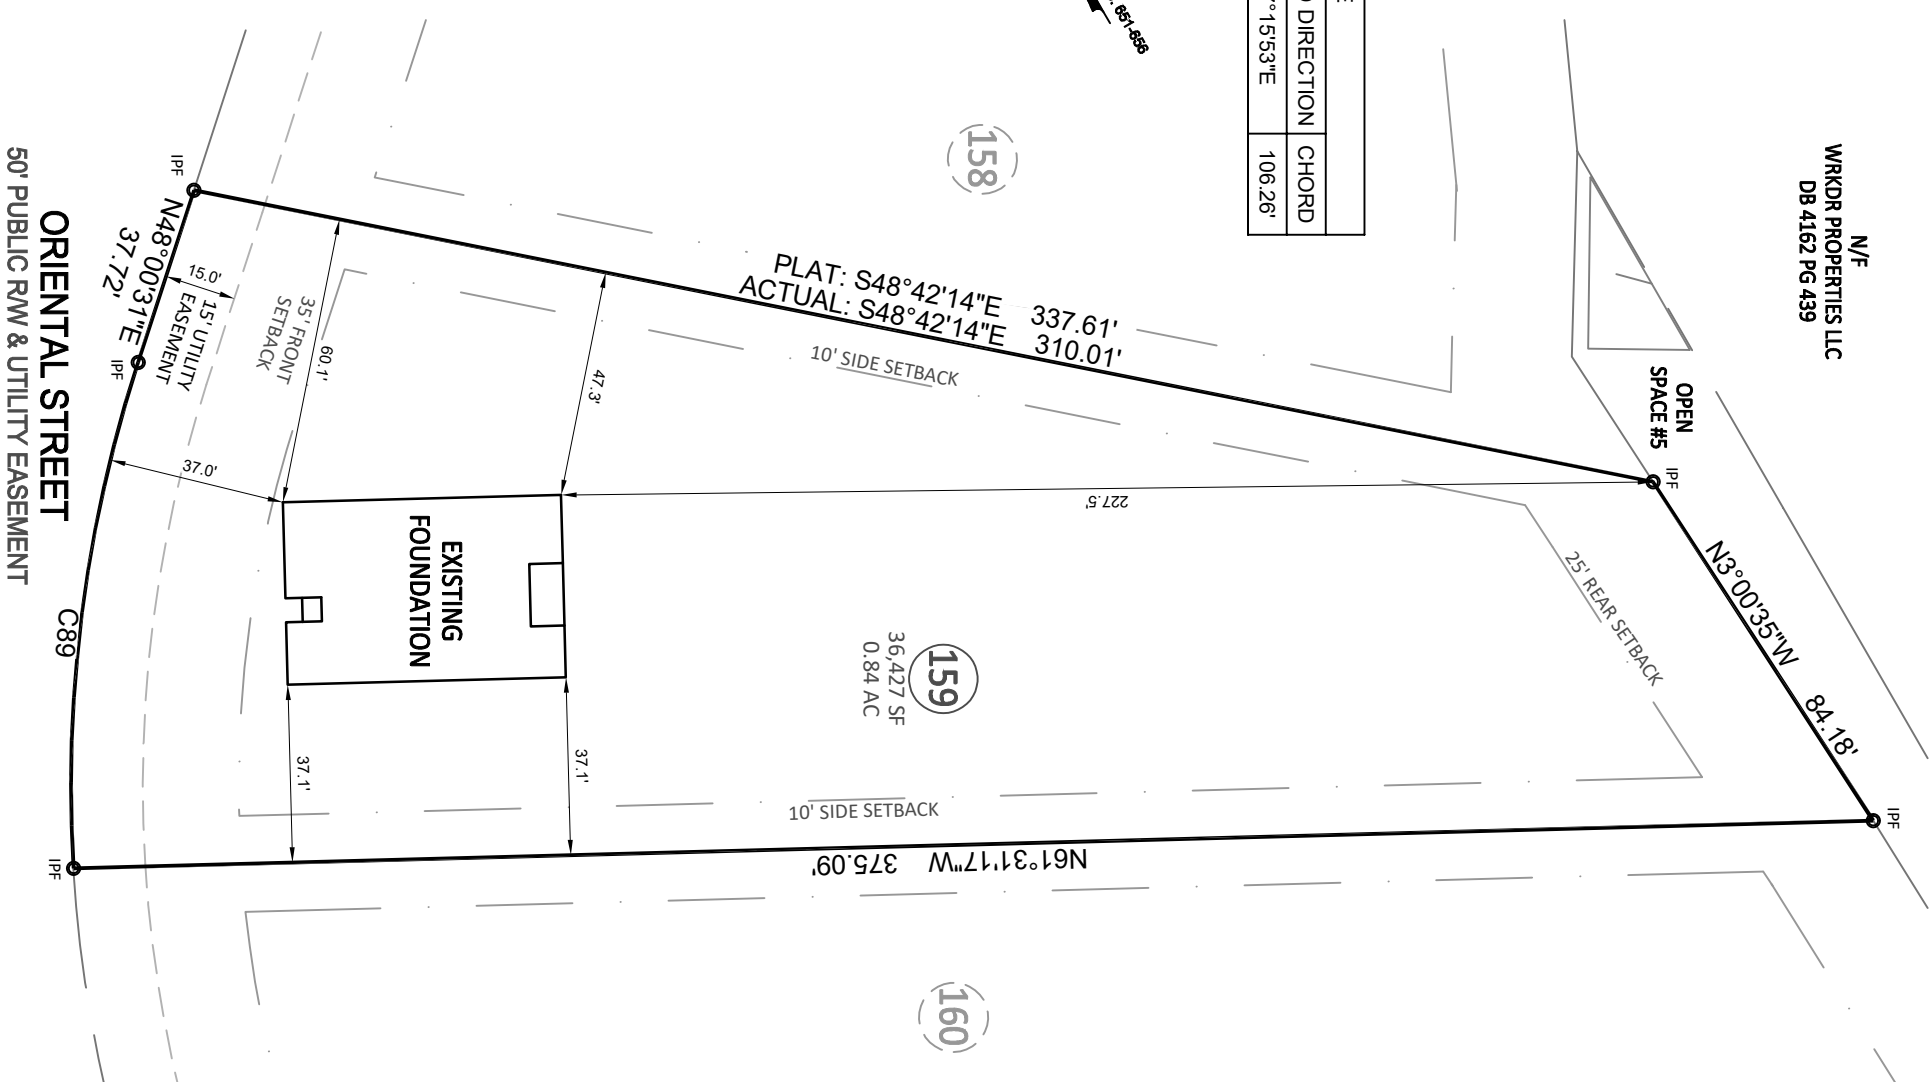 N/F
WRKDR PROPERTIES LLC
DB 4162 PG 439
651-656
DIRECTION
CHORD
°15'53"E
106.26'
OPEN
SPACE #5
158
PLAT: S48°42'14"E 337.61'
ACTUAL: S48°42'14"E 310.01'
10' SIDE SETBACK
IPF
N48°00'31"E
37.72'
IPF
15.0'
15' UTILITY
EASEMENT
35' FRONT
SETBACK
60.1'
47.3'
37.0'
227.5'
IPF
N3°00'35"W 84.18'
25' REAR SETBACK
EXISTING
FOUNDATION
159
36,427 SF
0.84 AC
37.1'
37.1'
10' SIDE SETBACK
IPF
N61°31'17"W 375.09'
IPF
C89
ORIENTAL STREET
50' PUBLIC R/W & UTILITY EASEMENT
160